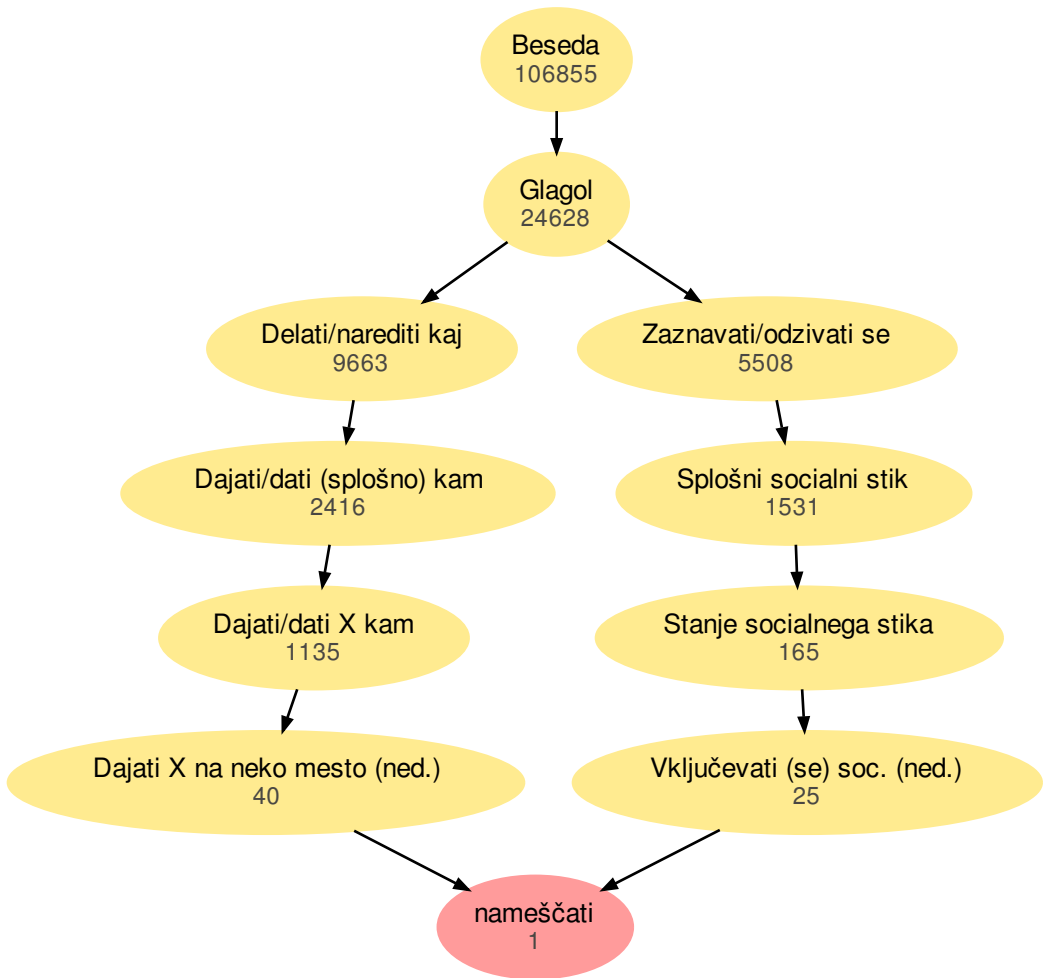 Beseda
106855
Glagol
24628
Delati/narediti kaj
9663
Zaznavati/odzivati se
5508
Dajati/dati (splošno) kam
2416
Splošni socialni stik
1531
Dajati/dati X kam
1135
Stanje socialnega stika
165
Dajati X na neko mesto (ned.)
40
Vključevati (se) soc. (ned.)
25
nameščati
1